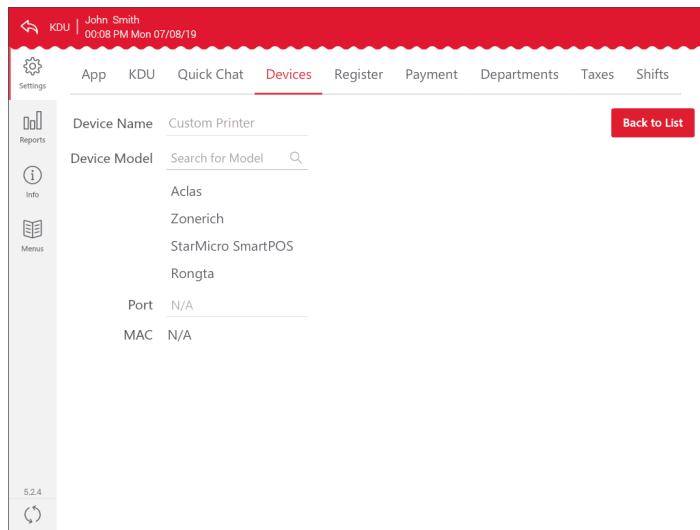 KDU
John Smith
00:08 PM Mon 07/08/19
Settings
App KDU Quick Chat Devices Register Payment Departments Taxes Shifts
Reports
Info
Menus
Device Name Custom Printer
Back to List
Device Model Search for Model
Aclas
Zonerich
StarMicro SmartPOS
Rongta
Port N/A
MAC N/A
5.2.4